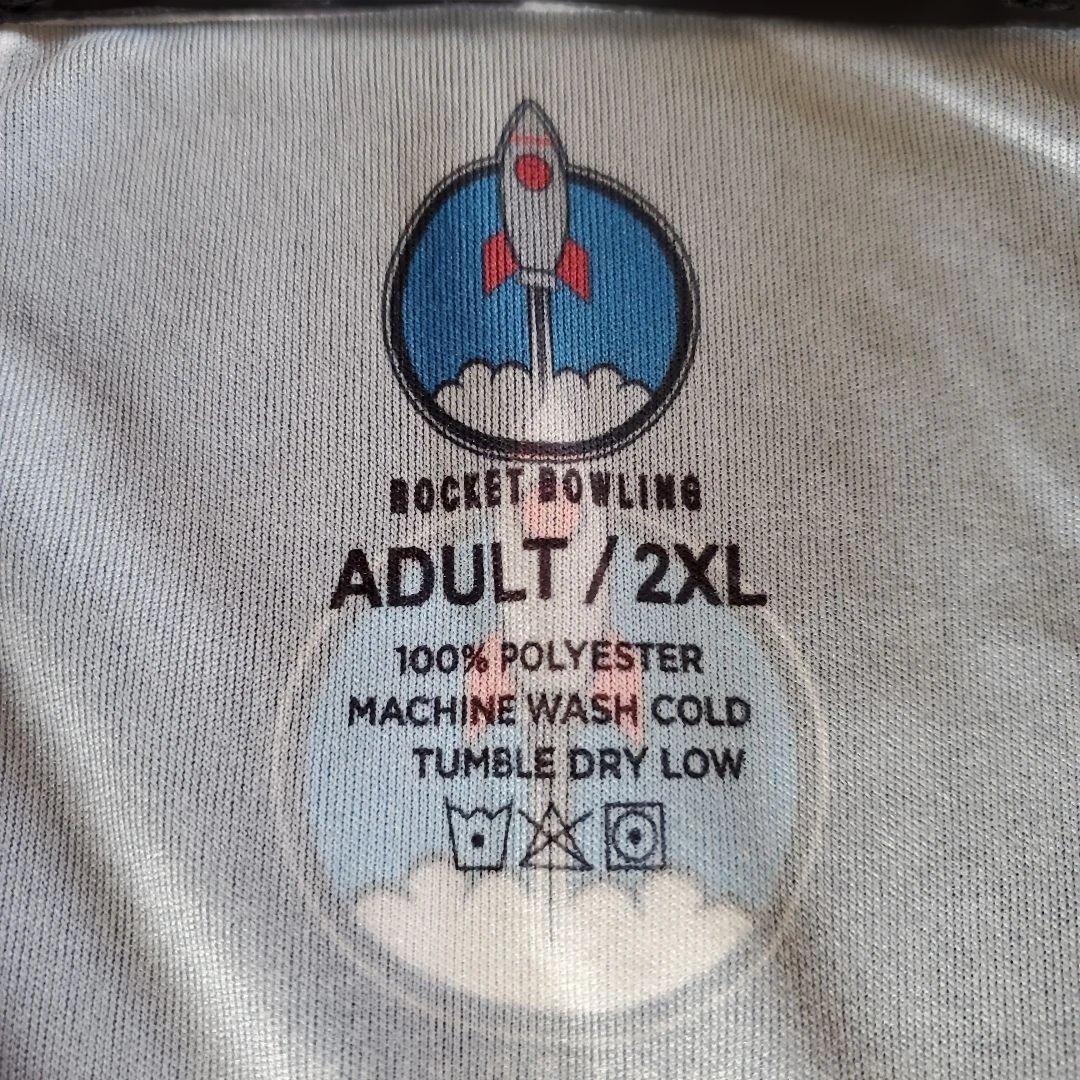 ROCKET BOWLING
ADULT / 2XL
100% POLYESTER
MACHINE WASH COLD
TUMBLE DRY LOW